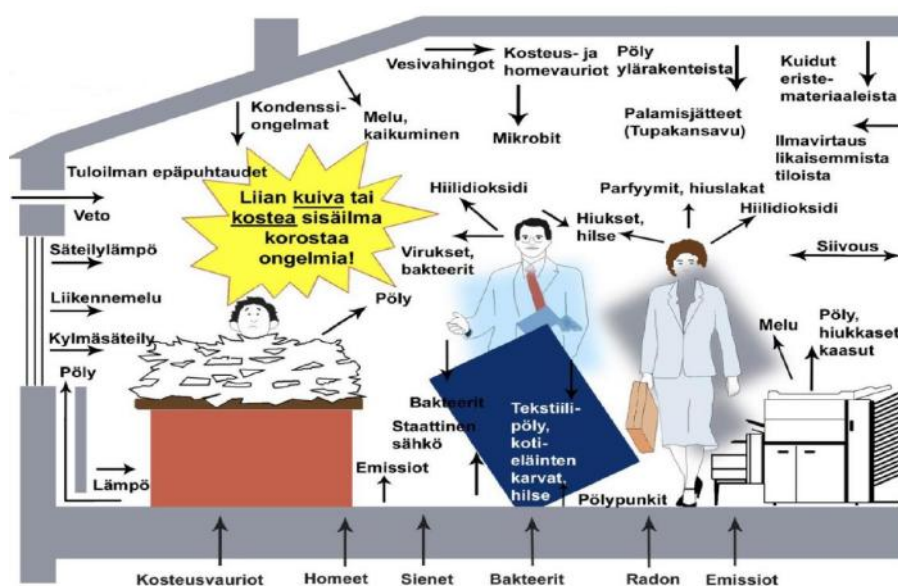 Vesivahingot
Kosteus- ja
homevauriot
Pöly
ylärakenteista
Kuidut
eriste-
materiaaleista
Kondenssi-
ongelmat
Melu,
kaikuminen
Mikrobit
Palamisjätteet
(Tupakansavu)
Ilmavirtaus
likaisemmista
tiloista
Tuloilman epäpuhtaudet
Veto
Liian kuiva tai
kostea sisäilma
korostaa
ongelmia!
Hiilidioksidi
Parfyymit, hiuslakat
Hiilidioksidi
Hiukset,
hilse
Virukset,
bakteerit
Siivous
Säteilylämpö
Liikennemelu
Kylmäsäteily
Pöly
Pöly
Melu
Pöly,
hiukkaset
kaasut
Bakteerit
Staattinen
sähkö
Tekstiili-
pöly,
koti-
eläinten
karvat,
hilse
Lämpö
Emissiot
Pölypunkit
Kosteusvauriot
Homeet
Sienet
Bakteerit
Radon
Emissiot